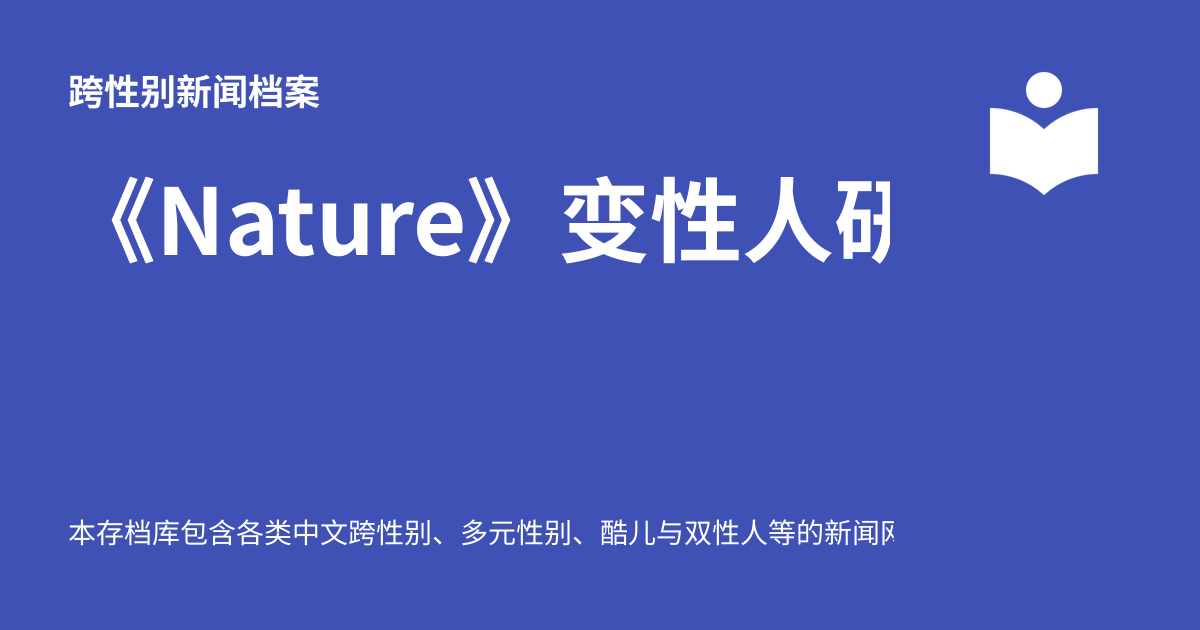 跨性别新闻档案
《Nature》变性人研
本存档库包含各类中文跨性别、多元性别、酷儿与双性人等的新闻网